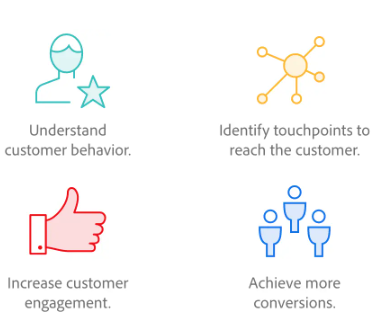 Understand
customer behavior.
Identify touchpoints to
reach the customer.
Increase customer
engagement.
Achieve more
conversions.